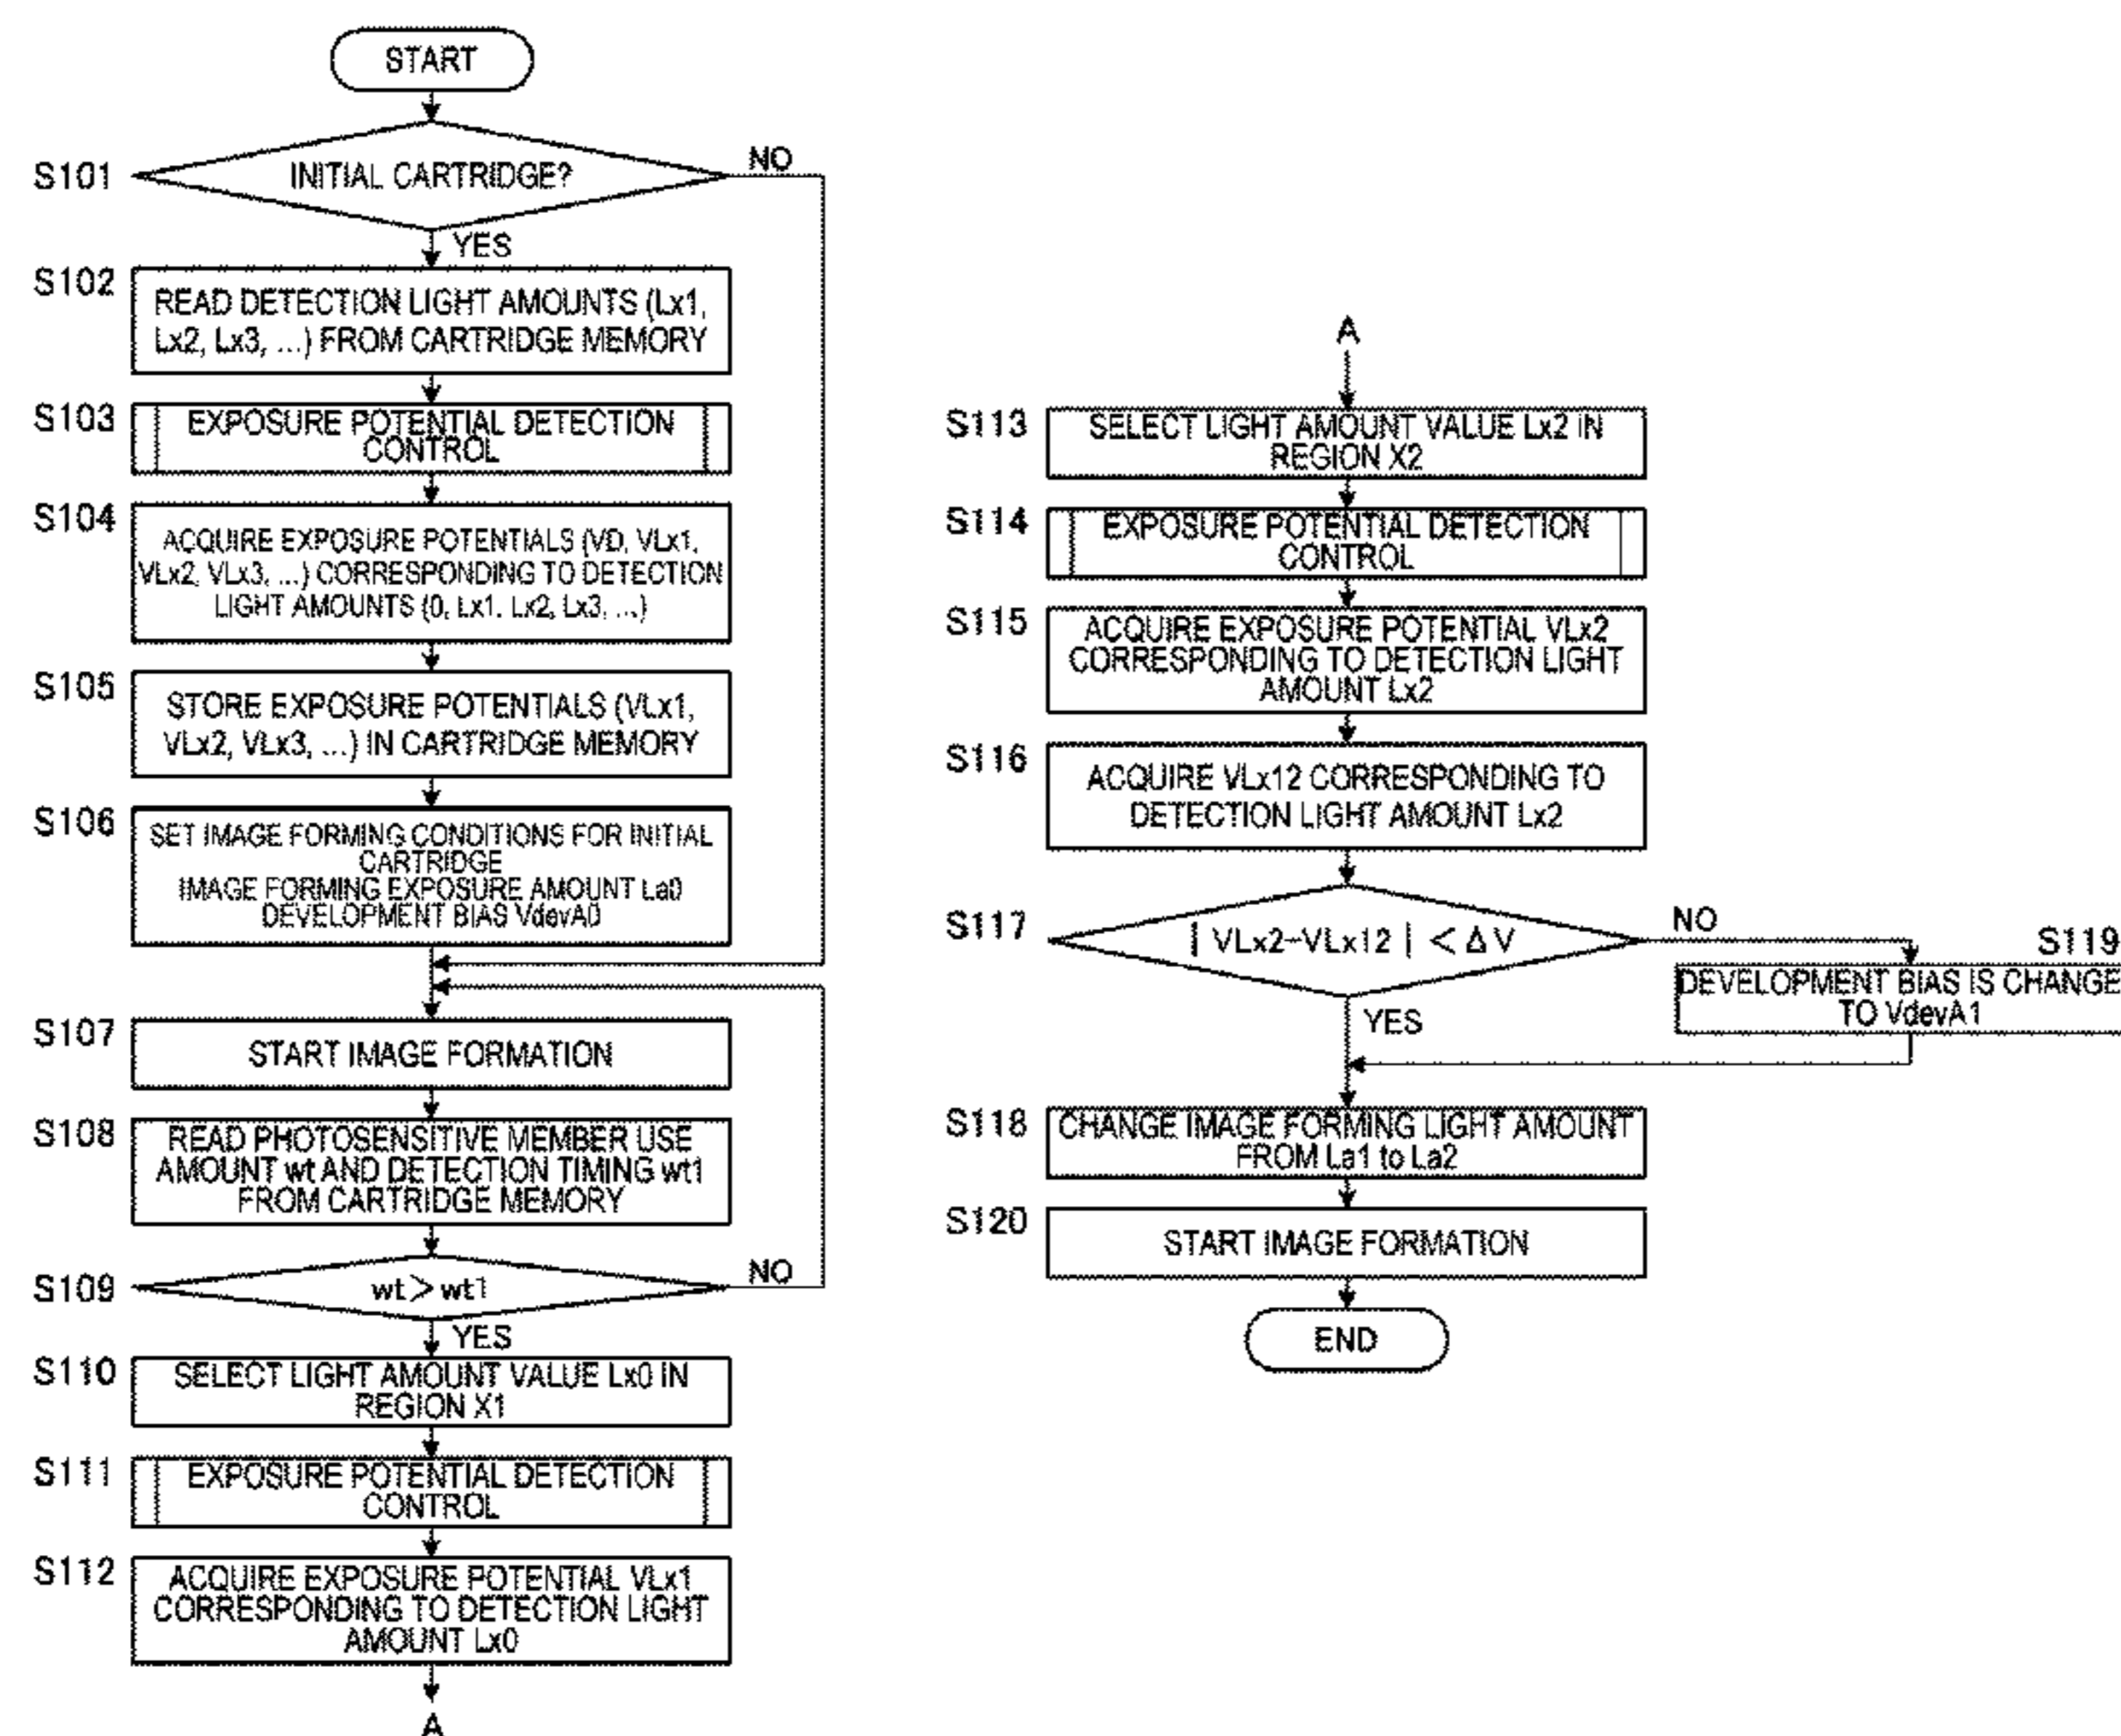 START
S101
INITIAL CARTRIDGE?
NO
YES
S102
READ DETECTION LIGHT AMOUNTS (Lx1,
Lx2, Lx3, ...) FROM CARTRIDGE MEMORY
S103
EXPOSURE POTENTIAL DETECTION
CONTROL
S104
ACQUIRE EXPOSURE POTENTIALS (VD, VLx1,
VLx2, VLx3, ...) CORRESPONDING TO DETECTION
LIGHT AMOUNTS (0, Lx1. Lx2, Lx3, ...)
S105
STORE EXPOSURE POTENTIALS (VLx1,
VLx2, VLx3, ...) IN CARTRIDGE MEMORY
S106
SET IMAGE FORMING CONDITIONS FOR INITIAL
CARTRIDGE
IMAGE FORMING EXPOSURE AMOUNT La0
DEVELOPMENT BIAS VdevA0
S107
START IMAGE FORMATION
S108
READ PHOTOSENSITIVE MEMBER USE
AMOUNT wt AND DETECTION TIMING wt1
FROM CARTRIDGE MEMORY
S109
wt > wt1
NO
YES
S110
SELECT LIGHT AMOUNT VALUE Lx0 IN
REGION X1
S111
EXPOSURE POTENTIAL DETECTION
CONTROL
S112
ACQUIRE EXPOSURE POTENTIAL VLx1
CORRESPONDING TO DETECTION LIGHT
AMOUNT Lx0
A
A
S113
SELECT LIGHT AMOUNT VALUE Lx2 IN
REGION X2
S114
EXPOSURE POTENTIAL DETECTION
CONTROL
S115
ACQUIRE EXPOSURE POTENTIAL VLx2
CORRESPONDING TO DETECTION LIGHT
AMOUNT Lx2
S116
ACQUIRE VLx12 CORRESPONDING TO
DETECTION LIGHT AMOUNT Lx2
S117
| VLx2-VLx12 | < ΔV
NO
YES
S119
DEVELOPMENT BIAS IS CHANGE
TO VdevA1
S118
CHANGE IMAGE FORMING LIGHT AMOUNT
FROM La1 to La2
S120
START IMAGE FORMATION
END